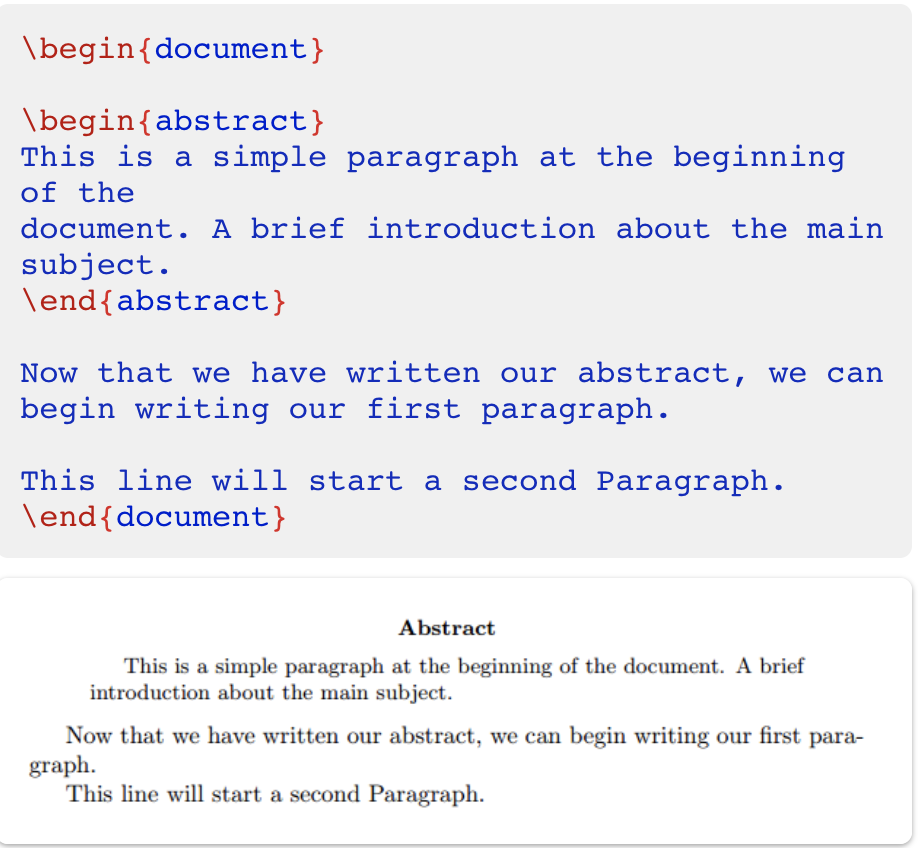 \begin{document}
\begin{abstract}
This is a simple paragraph at the beginning
of the
document. A brief introduction about the main
subject.
\end{abstract}
Now that we have written our abstract, we can
begin writing our first paragraph.
This line will start a second Paragraph.
\end{document}
Abstract
This is a simple paragraph at the beginning of the document. A brief
introduction about the main subject.
Now that we have written our abstract, we can begin writing our first para-
graph.
This line will start a second Paragraph.